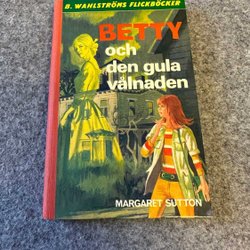 B. WAHLSTRÖMS FLICKBÖCKER
BETTY
och
den gula
vålnaden
MARGARET SUTTON